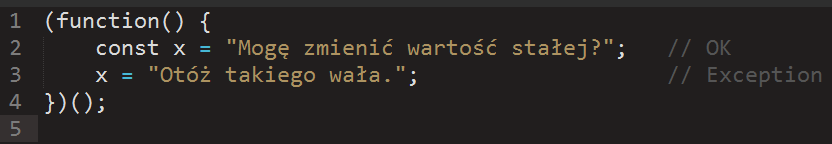 1 (function() {
2     const x = "Mogę zmienić wartość stałej?";   // OK
3     x = "Otóż takiego wała.";                   // Exception
4 })();
5